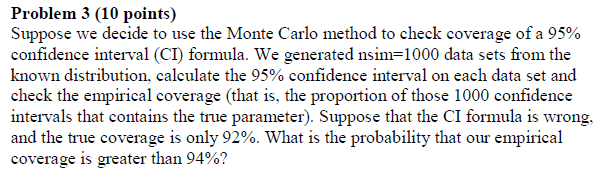 Problem 3 (10 points)
Suppose we decide to use the Monte Carlo method to check coverage of a 95%
confidence interval (CI) formula. We generated nsim=1000 data sets from the
known distribution, calculate the 95% confidence interval on each data set and
check the empirical coverage (that is, the proportion of those 1000 confidence
intervals that contains the true parameter). Suppose that the CI formula is wrong,
and the true coverage is only 92%. What is the probability that our empirical
coverage is greater than 94%?